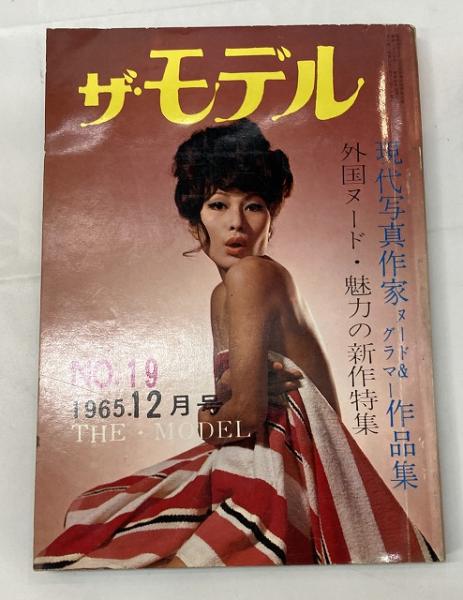 ザ・モデル
現代写真作家ヌード&グラマー作品集
外国ヌード・魅力の新作特集
NO.19
1965.12月号
THE・MODEL